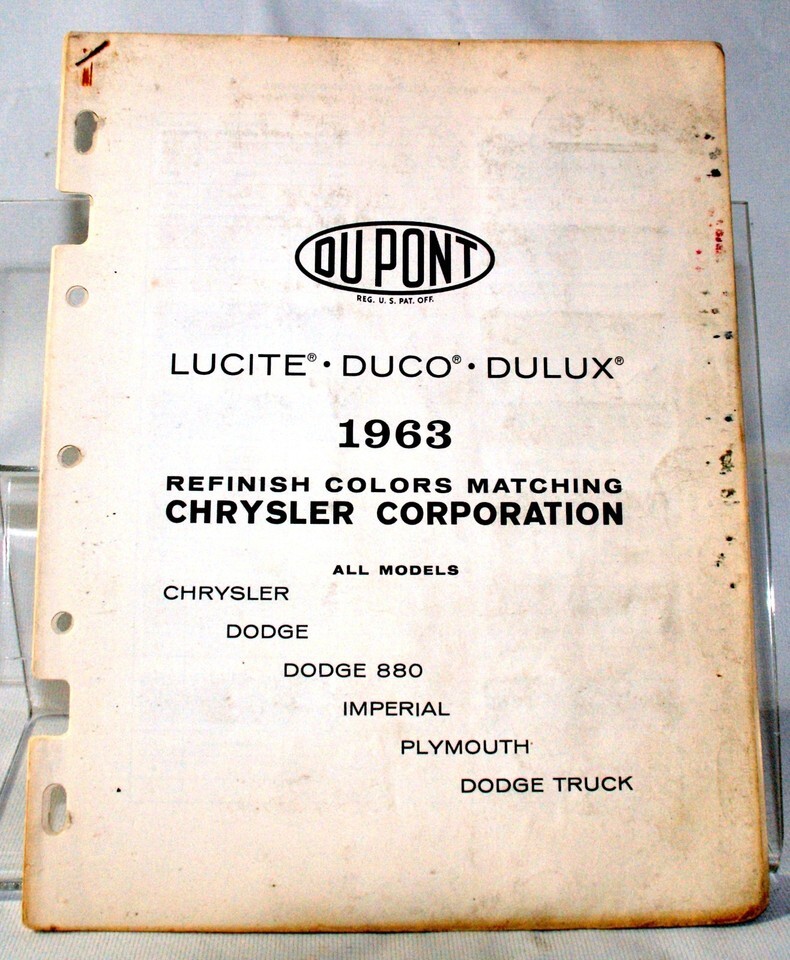 DU PONT
REG. U. S. PAT. OFF.
LUCITE® · DUCO® · DULUX®
1963
REFINISH COLORS MATCHING
CHRYSLER CORPORATION
ALL MODELS
CHRYSLER
DODGE
DODGE 880
IMPERIAL
PLYMOUTH
DODGE TRUCK